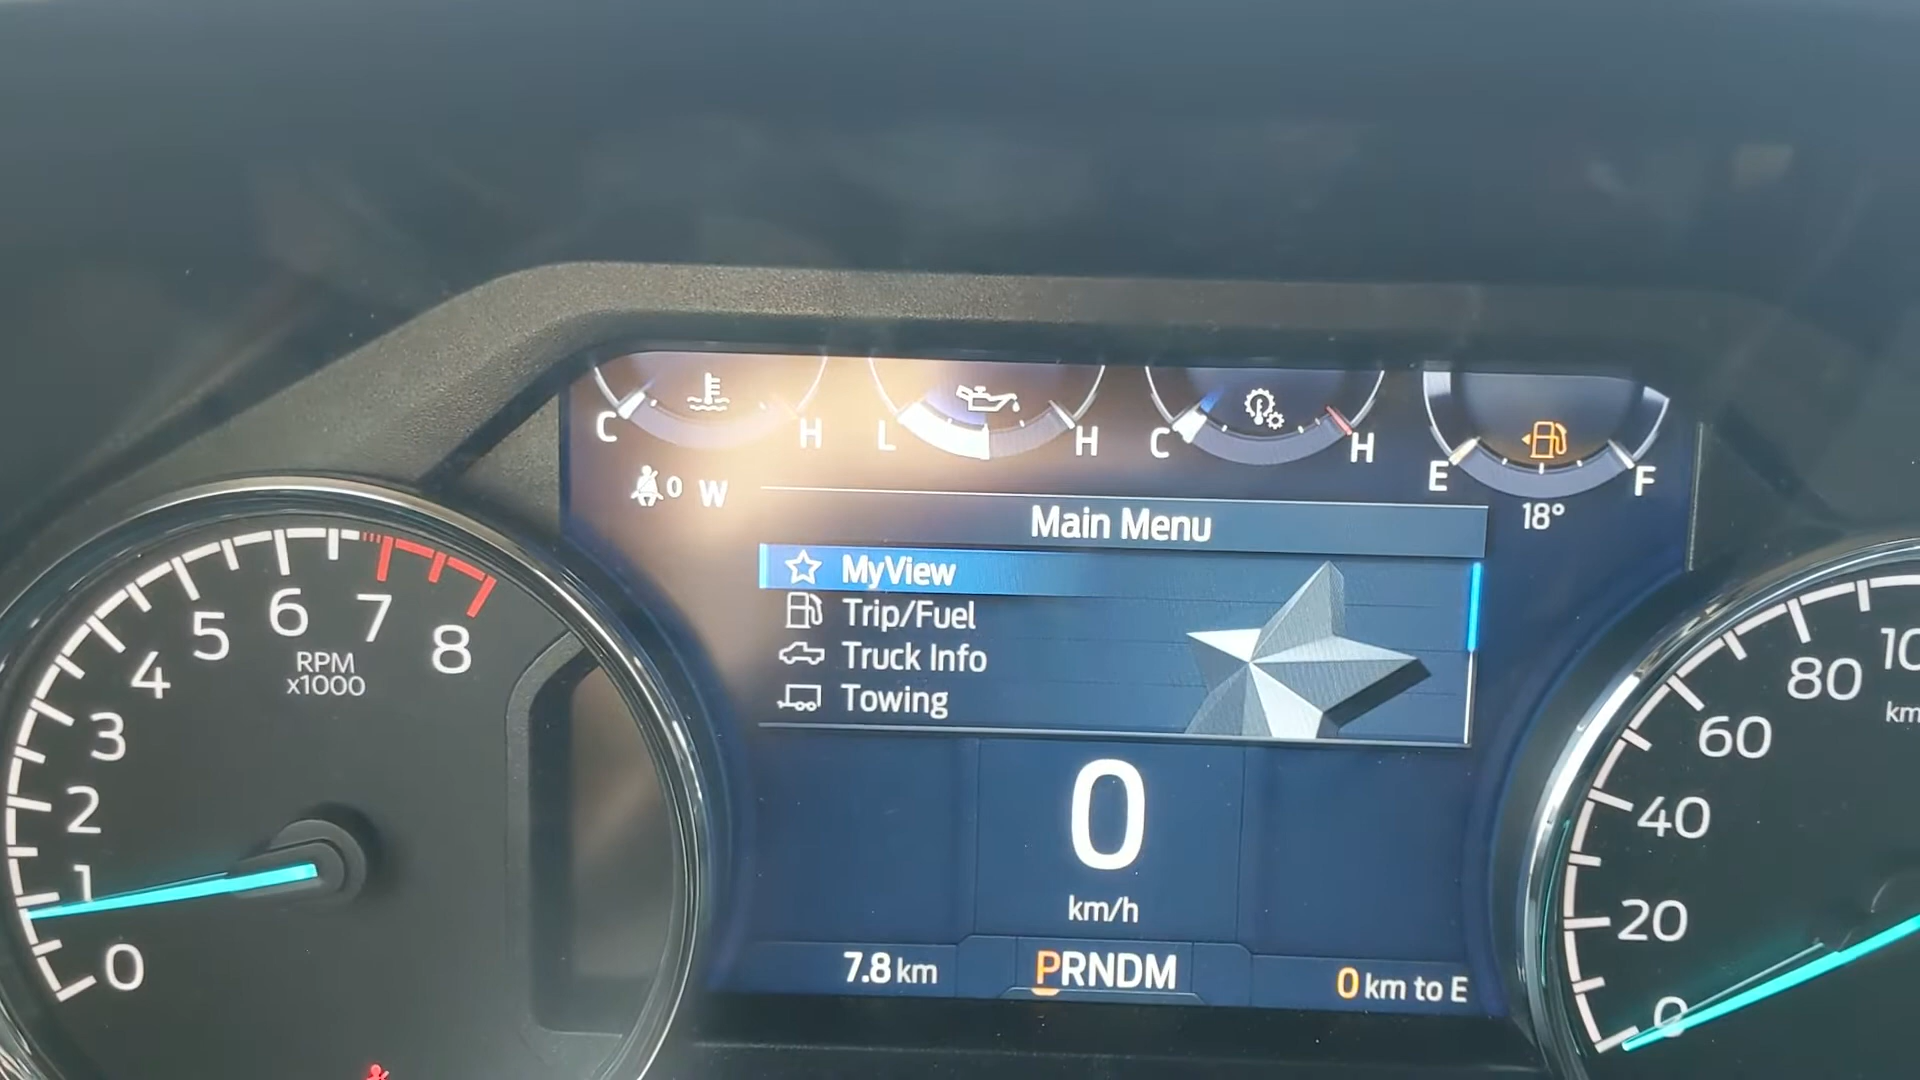 C H L H C H E F
0 W
18°
Main Menu
MyView
Trip/Fuel
Truck Info
Towing
0
km/h
7.8 km PRNDM 0 km to E
0 1 2 3 4 5 6 7 8
RPM
x1000
0 20 40 60 80